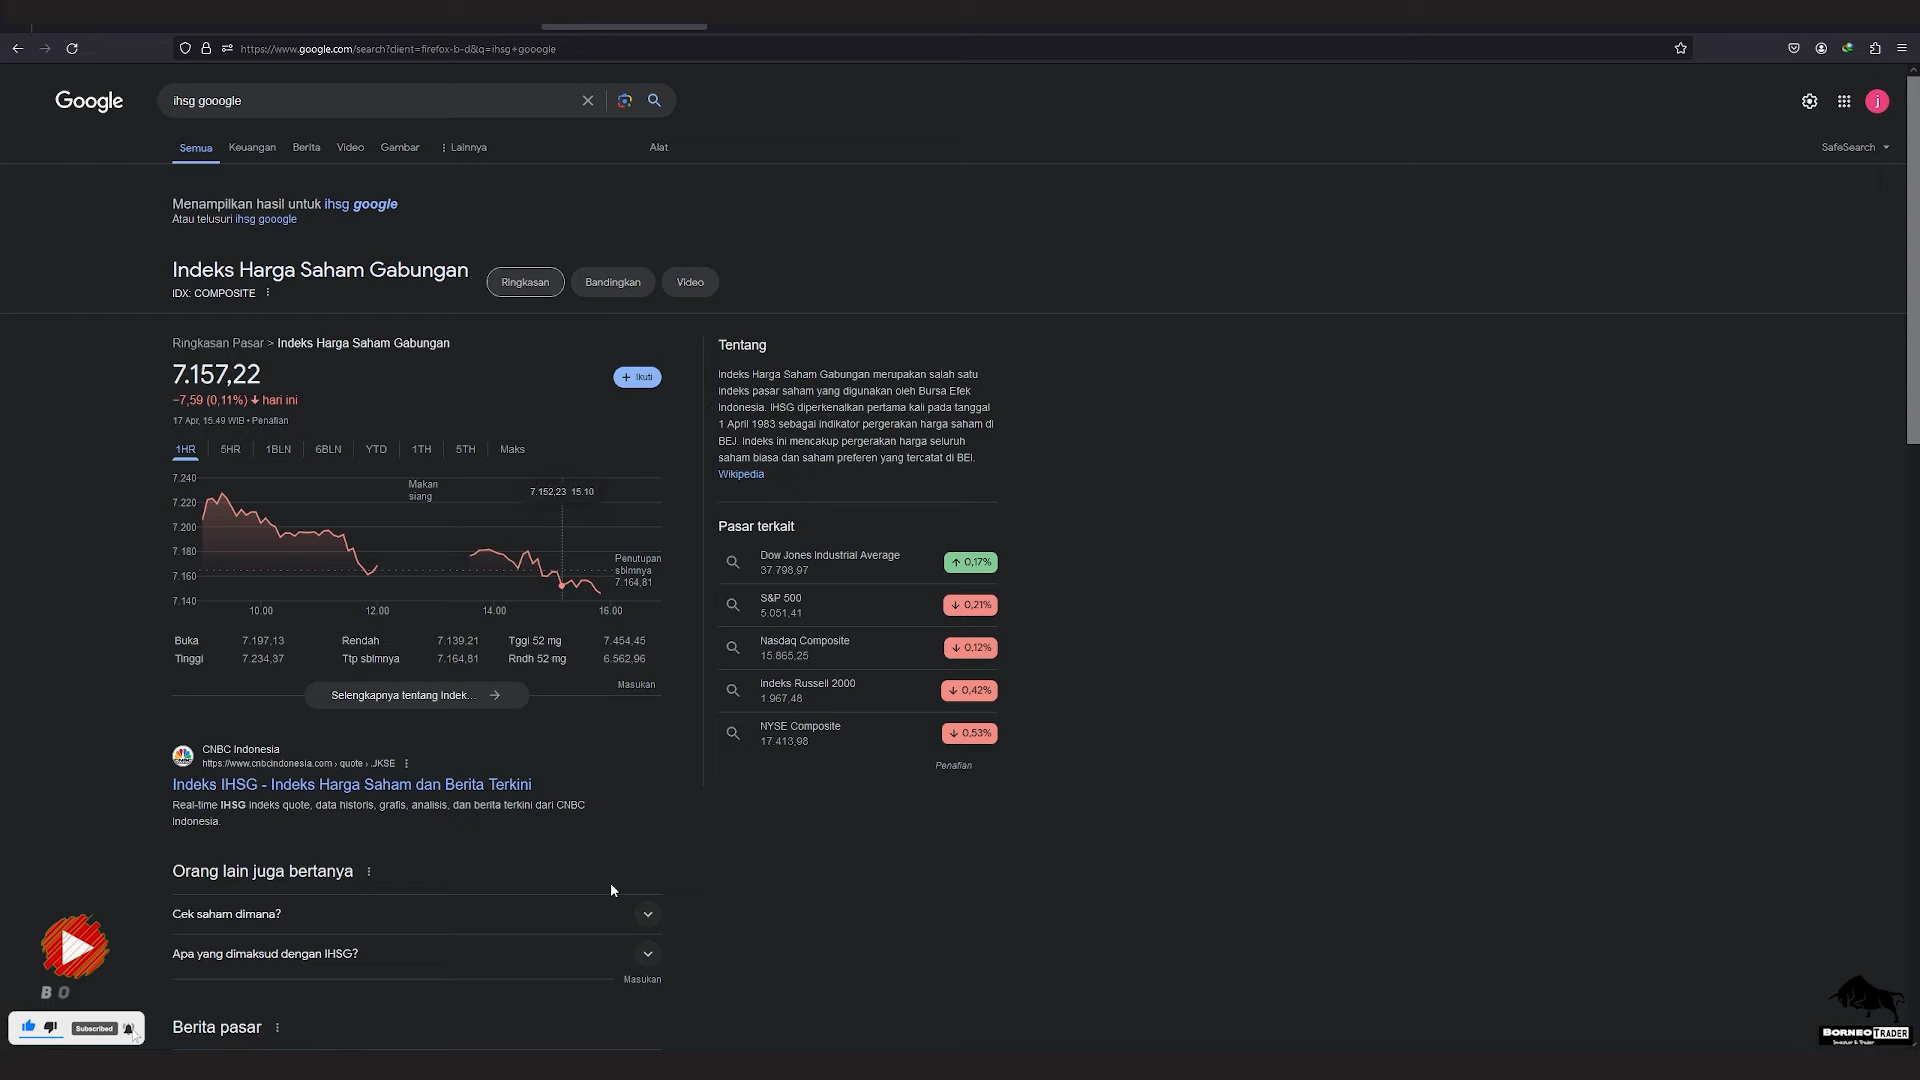 https://www.google.com/search?client=firefox-b-d&q=ihsg+gooogle
Google
ihsg gooogle
j
Semua
Keuangan
Berita
Video
Gambar
Lainnya
Alat
SafeSearch
Menampilkan hasil untuk ihsg google
Atau telusuri ihsg gooogle
Indeks Harga Saham Gabungan
IDX: COMPOSITE
Ringkasan
Bandingkan
Video
Ringkasan Pasar > Indeks Harga Saham Gabungan
7.157,22
+ Ikuti
−7,59 (0,11%) ↓ hari ini
17 Apr, 15.49 WIB • Penafian
1HR
5HR
1BLN
6BLN
YTD
1TH
5TH
Maks
7.240
7.220
7.200
7.180
7.160
7.140
Makan
siang
7.152,23 15.10
Penutupan
sblmnya
7.164,81
10.00
12.00
14.00
16.00
Buka 7.197,13 Rendah 7.139,21 Tggi 52 mg 7.454,45
Tinggi 7.234,37 Ttp sblmnya 7.164,81 Rndh 52 mg 6.562,96
Selengkapnya tentang Indek... →
Masukan
Tentang
Indeks Harga Saham Gabungan merupakan salah satu
indeks pasar saham yang digunakan oleh Bursa Efek
Indonesia. IHSG diperkenalkan pertama kali pada tanggal
1 April 1983 sebagai indikator pergerakan harga saham di
BEJ. Indeks ini mencakup pergerakan harga seluruh
saham biasa dan saham preferen yang tercatat di BEI.
Wikipedia
Pasar terkait
Dow Jones Industrial Average
37.798,97
↑ 0,17%
S&P 500
5.051,41
↓ 0,21%
Nasdaq Composite
15.865,25
↓ 0,12%
Indeks Russell 2000
1.967,48
↓ 0,42%
NYSE Composite
17.413,98
↓ 0,53%
Penafian
CNBC Indonesia
https://www.cnbcindonesia.com › quote › .JKSE
Indeks IHSG - Indeks Harga Saham dan Berita Terkini
Real-time IHSG indeks quote, data historis, grafis, analisis, dan berita terkini dari CNBC
Indonesia.
Orang lain juga bertanya
Cek saham dimana?
Apa yang dimaksud dengan IHSG?
Masukan
Berita pasar
B O
Subscribed
BORNEO TRADER
Investor & Trader